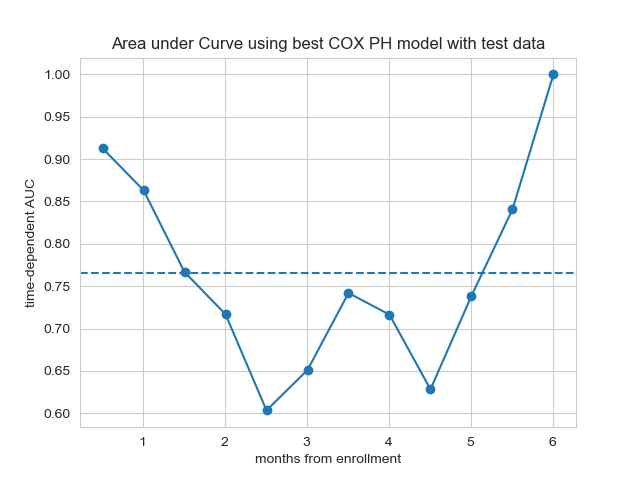 Area under Curve using best COX PH model with test data
1.00
0.95
0.90
0.85
0.80
0.75
0.70
0.65
0.60
time-dependent AUC
1 2 3 4 5 6
months from enrollment